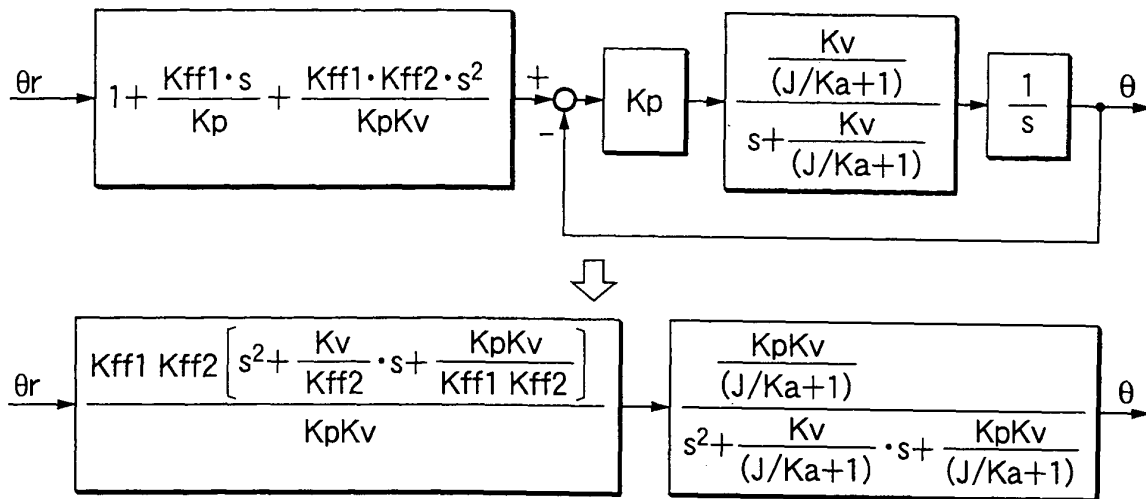 θr
1+ Kff1・s/Kp + Kff1・Kff2・s²/KpKv
+
−
Kp
Kv/(J/Ka+1)
s+ Kv/(J/Ka+1)
1/s
θ
θr
Kff1 Kff2 [s²+ Kv/Kff2 ・s+ KpKv/Kff1 Kff2]
KpKv
KpKv/(J/Ka+1)
s²+ Kv/(J/Ka+1) ・s+ KpKv/(J/Ka+1)
θ